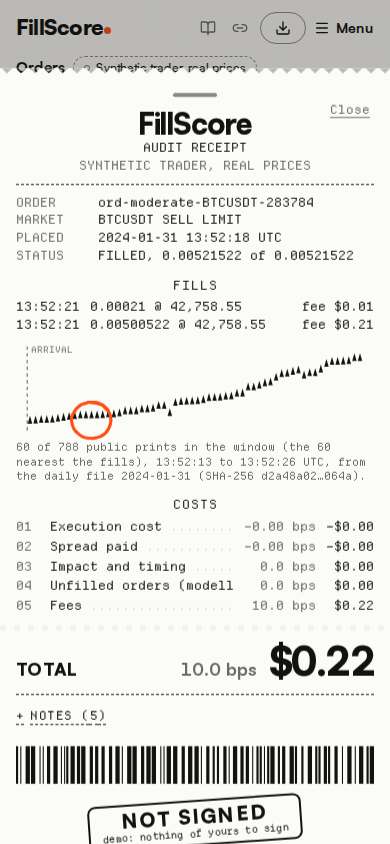 FillScore
Menu
Orders
Synthetic trader, real prices
Close
FillScore
AUDIT RECEIPT
SYNTHETIC TRADER, REAL PRICES
ORDER ord-moderate-BTCUSDT-283784
MARKET BTCUSDT SELL LIMIT
PLACED 2024-01-31 13:52:18 UTC
STATUS FILLED, 0.00521522 of 0.00521522
FILLS
13:52:21 0.00021 @ 42,758.55 fee $0.01
13:52:21 0.00500522 @ 42,758.55 fee $0.21
ARRIVAL
60 of 788 public prints in the window (the 60
nearest the fills), 13:52:13 to 13:52:26 UTC, from
the daily file 2024-01-31 (SHA-256 d2a48a02…064a).
COSTS
01 Execution cost −0.00 bps −$0.00
02 Spread paid −0.00 bps −$0.00
03 Impact and timing 0.0 bps $0.00
04 Unfilled orders (modell 0.0 bps $0.00
05 Fees 10.0 bps $0.22
TOTAL 10.0 bps $0.22
+ NOTES (5)
NOT SIGNED
demo: nothing of yours to sign